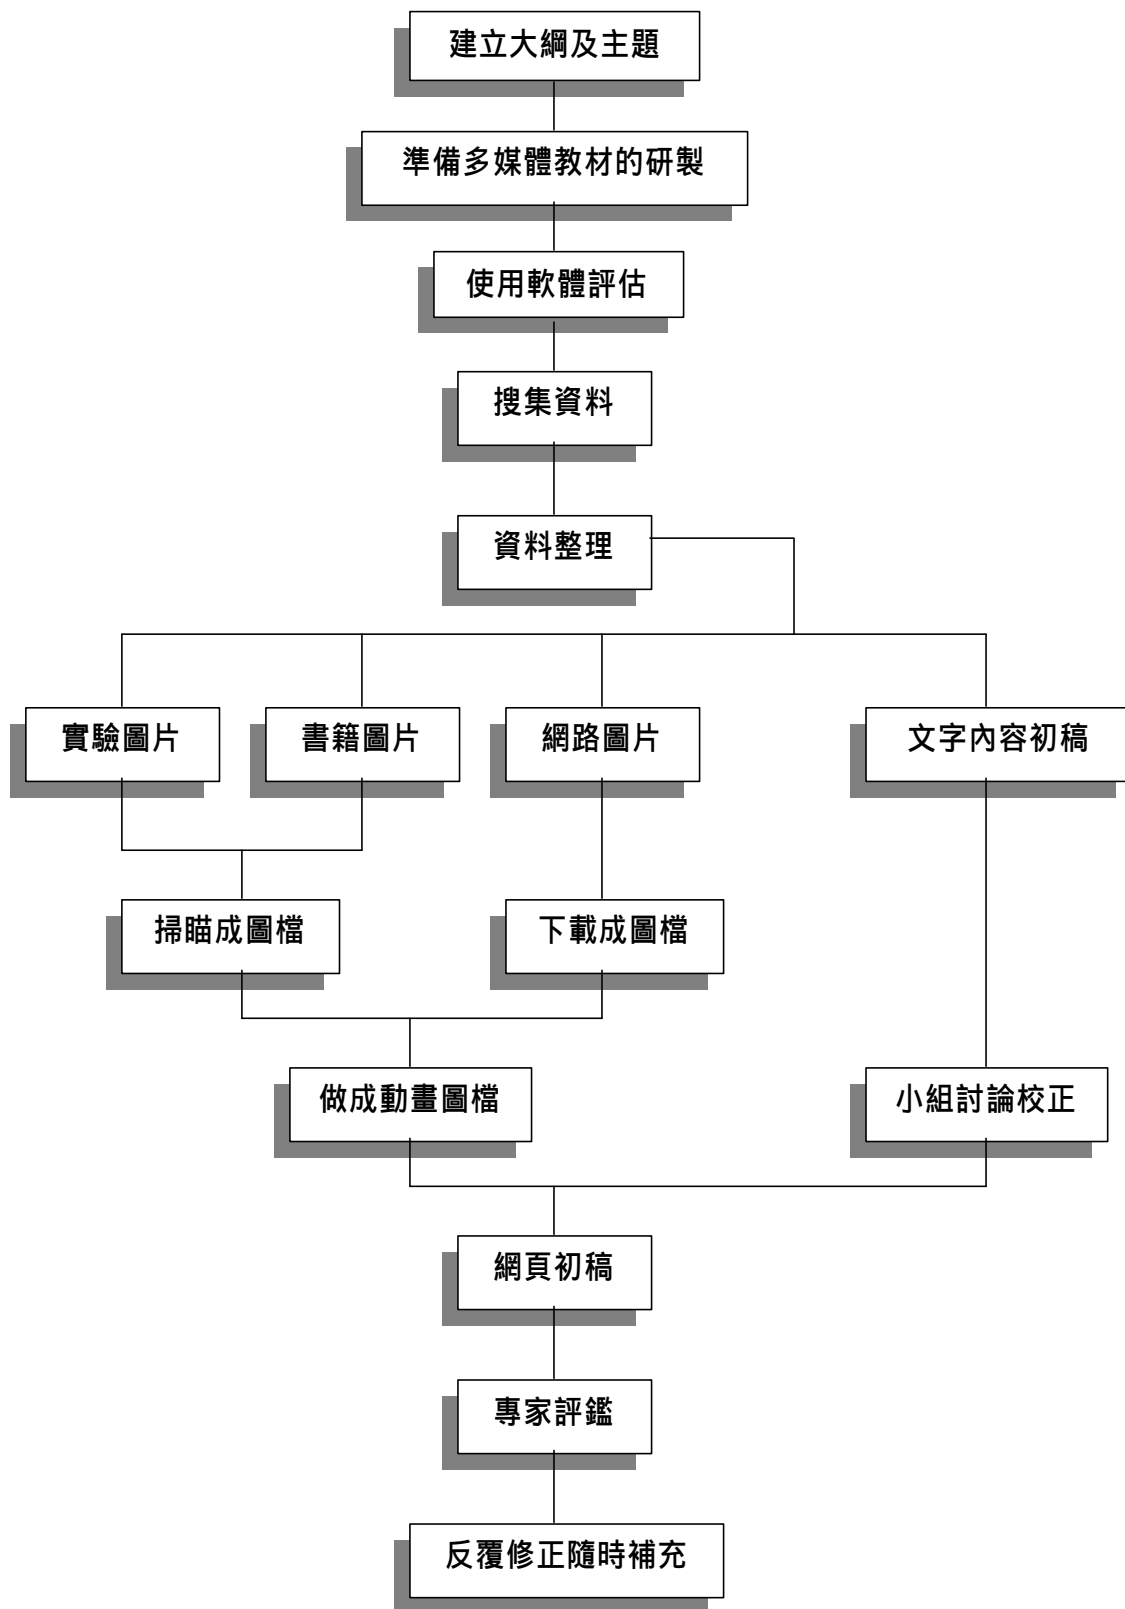 建立大綱及主題
準備多媒體教材的研製
使用軟體評估
搜集資料
資料整理
實驗圖片
書籍圖片
網路圖片
文字內容初稿
掃瞄成圖檔
下載成圖檔
做成動畫圖檔
小組討論校正
網頁初稿
專家評鑑
反覆修正隨時補充